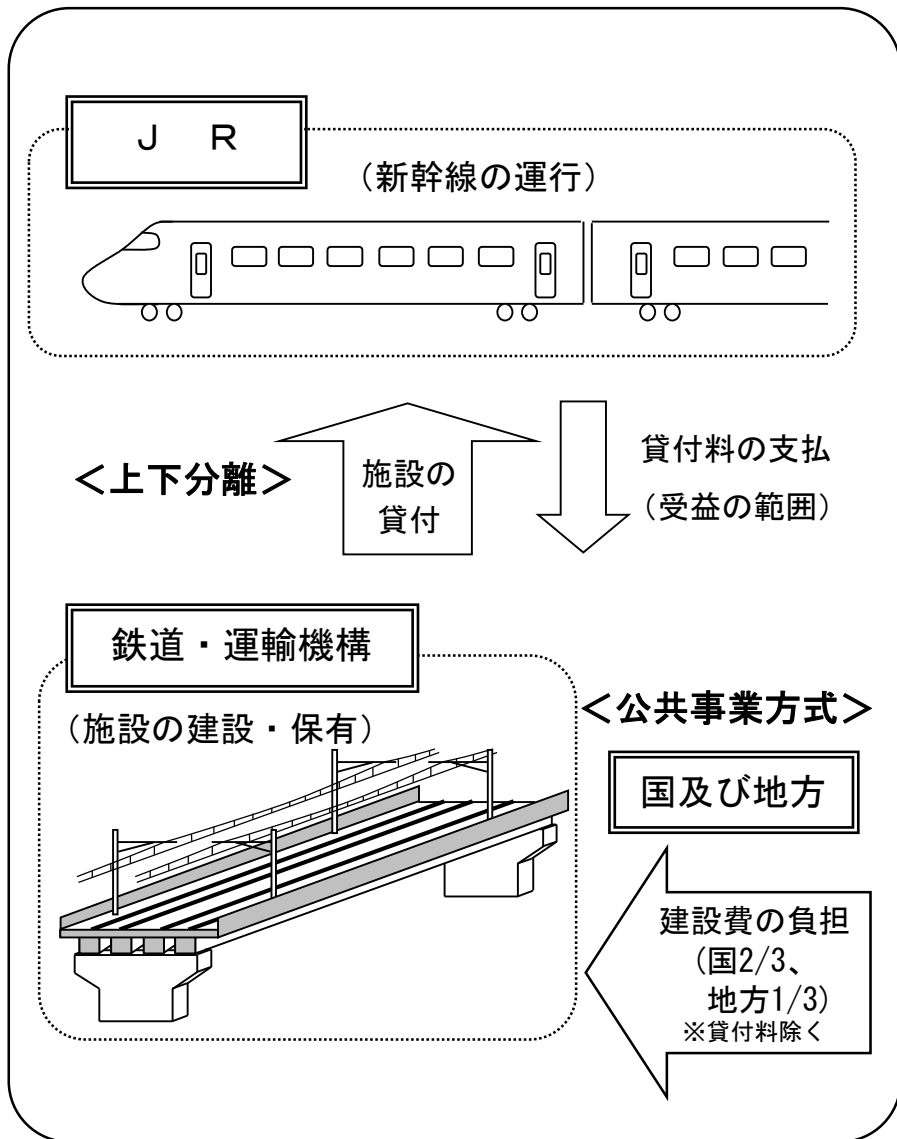 ＪＲ
（新幹線の運行）
＜上下分離＞
施設の
貸付
貸付料の支払
（受益の範囲）
鉄道・運輸機構
（施設の建設・保有）
＜公共事業方式＞
国及び地方
建設費の負担
（国2/3、
地方1/3）
※貸付料除く